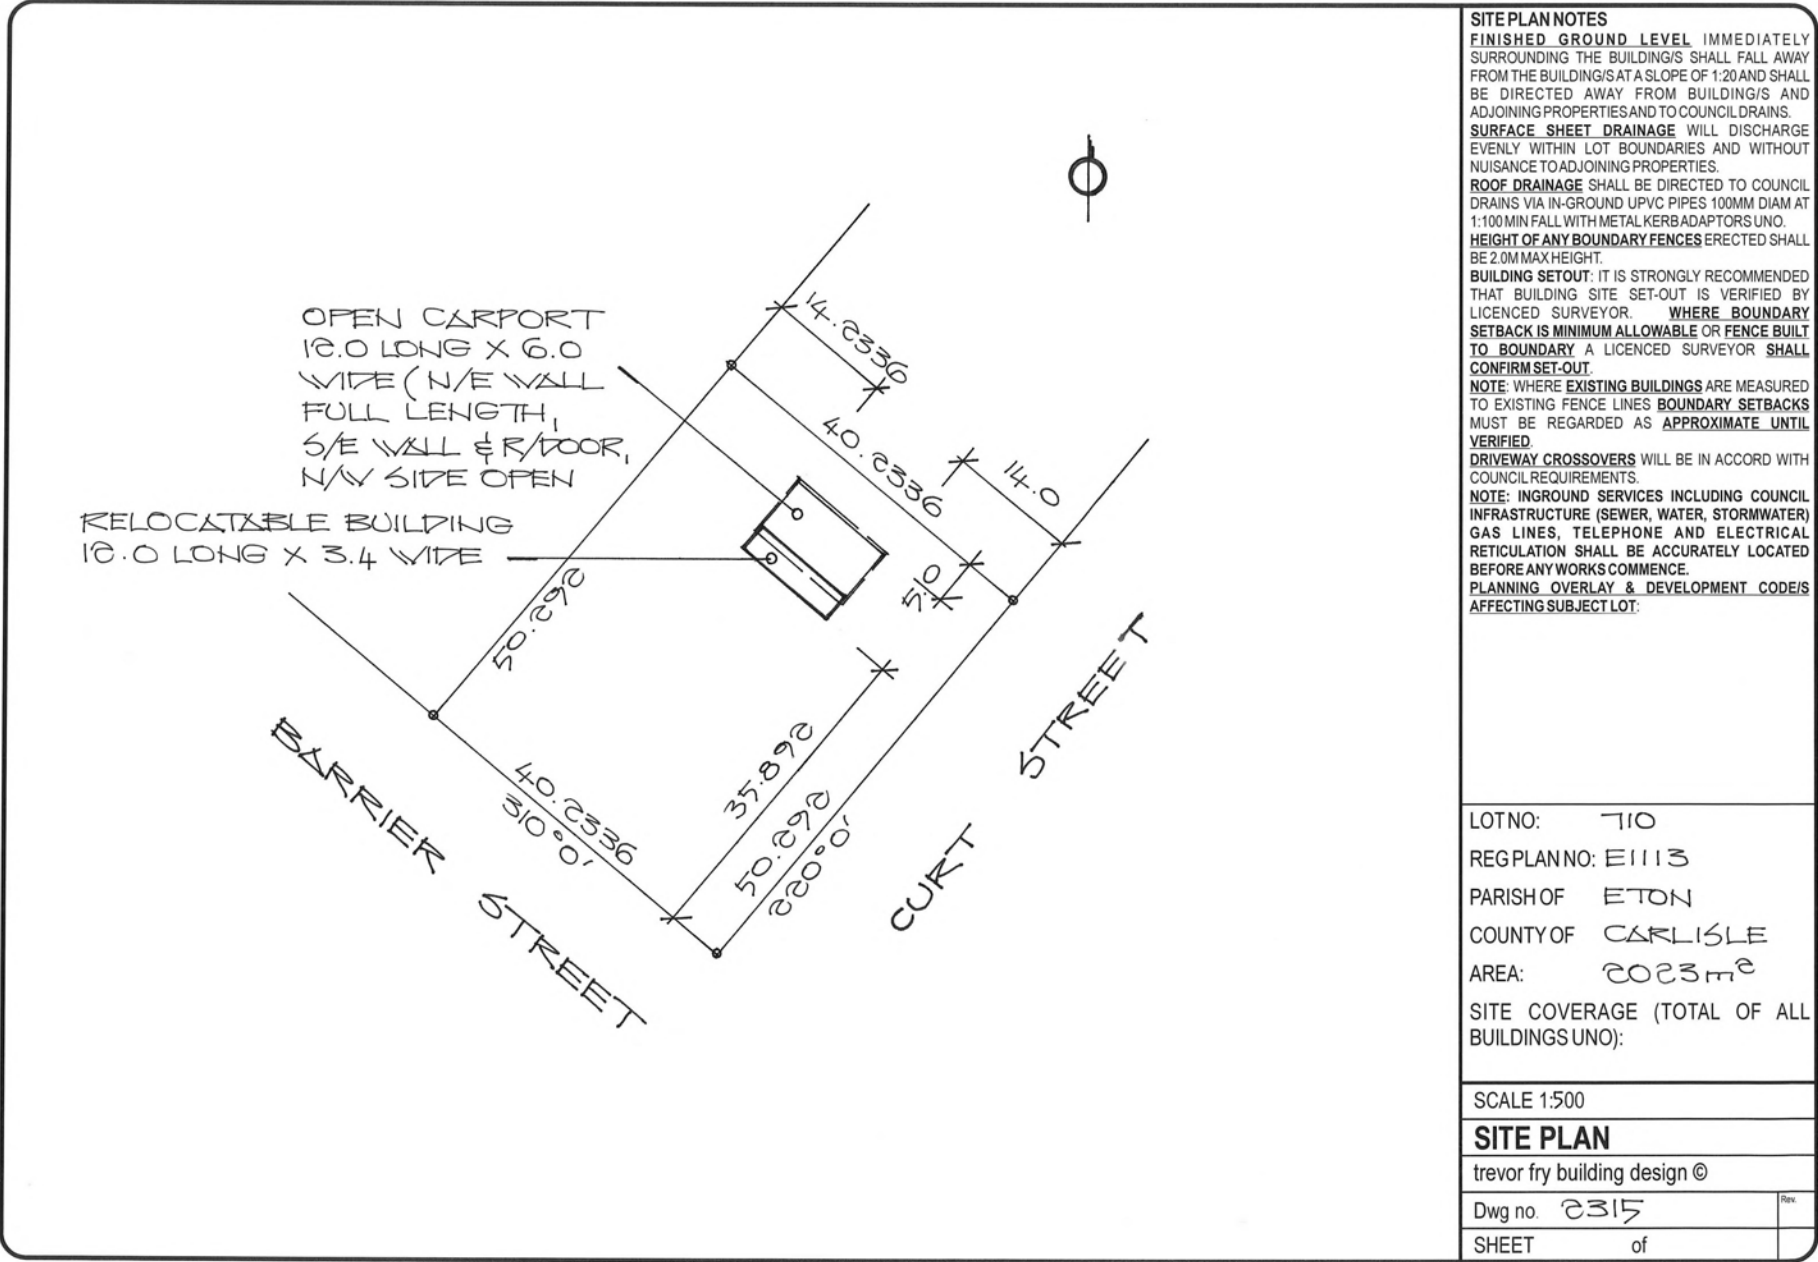 OPEN CARPORT
12.0 LONG X 6.0
WIDE (N/E WALL
FULL LENGTH,
S/E WALL & R/DOOR,
N/W SIDE OPEN
RELOCATABLE BUILDING
12.0 LONG X 3.4 WIDE
14.2336
40.2336
14.0
5.0
50.292
35.892
50.292
220°0'
40.2336
310°0'
BARRIER STREET
CURT STREET
SITE PLAN NOTES
FINISHED GROUND LEVEL IMMEDIATELY
SURROUNDING THE BUILDING/S SHALL FALL AWAY
FROM THE BUILDING/S AT A SLOPE OF 1:20 AND SHALL
BE DIRECTED AWAY FROM BUILDING/S AND
ADJOINING PROPERTIES AND TO COUNCIL DRAINS.
SURFACE SHEET DRAINAGE WILL DISCHARGE
EVENLY WITHIN LOT BOUNDARIES AND WITHOUT
NUISANCE TO ADJOINING PROPERTIES.
ROOF DRAINAGE SHALL BE DIRECTED TO COUNCIL
DRAINS VIA IN-GROUND UPVC PIPES 100MM DIAM AT
1:100 MIN FALL WITH METAL KERB ADAPTORS UNO.
HEIGHT OF ANY BOUNDARY FENCES ERECTED SHALL
BE 2.0M MAX HEIGHT.
BUILDING SETOUT: IT IS STRONGLY RECOMMENDED
THAT BUILDING SITE SET-OUT IS VERIFIED BY
LICENCED SURVEYOR. WHERE BOUNDARY
SETBACK IS MINIMUM ALLOWABLE OR FENCE BUILT
TO BOUNDARY A LICENCED SURVEYOR SHALL
CONFIRM SET-OUT.
NOTE: WHERE EXISTING BUILDINGS ARE MEASURED
TO EXISTING FENCE LINES BOUNDARY SETBACKS
MUST BE REGARDED AS APPROXIMATE UNTIL
VERIFIED.
DRIVEWAY CROSSOVERS WILL BE IN ACCORD WITH
COUNCIL REQUIREMENTS.
NOTE: INGROUND SERVICES INCLUDING COUNCIL
INFRASTRUCTURE (SEWER, WATER, STORMWATER)
GAS LINES, TELEPHONE AND ELECTRICAL
RETICULATION SHALL BE ACCURATELY LOCATED
BEFORE ANY WORKS COMMENCE.
PLANNING OVERLAY & DEVELOPMENT CODE/S
AFFECTING SUBJECT LOT:
LOT NO: 710
REG PLAN NO: E1113
PARISH OF ETON
COUNTY OF CARLISLE
AREA: 2023m²
SITE COVERAGE (TOTAL OF ALL
BUILDINGS UNO):
SCALE 1:500
SITE PLAN
trevor fry building design ©
Dwg no. 2315
Rev.
SHEET of